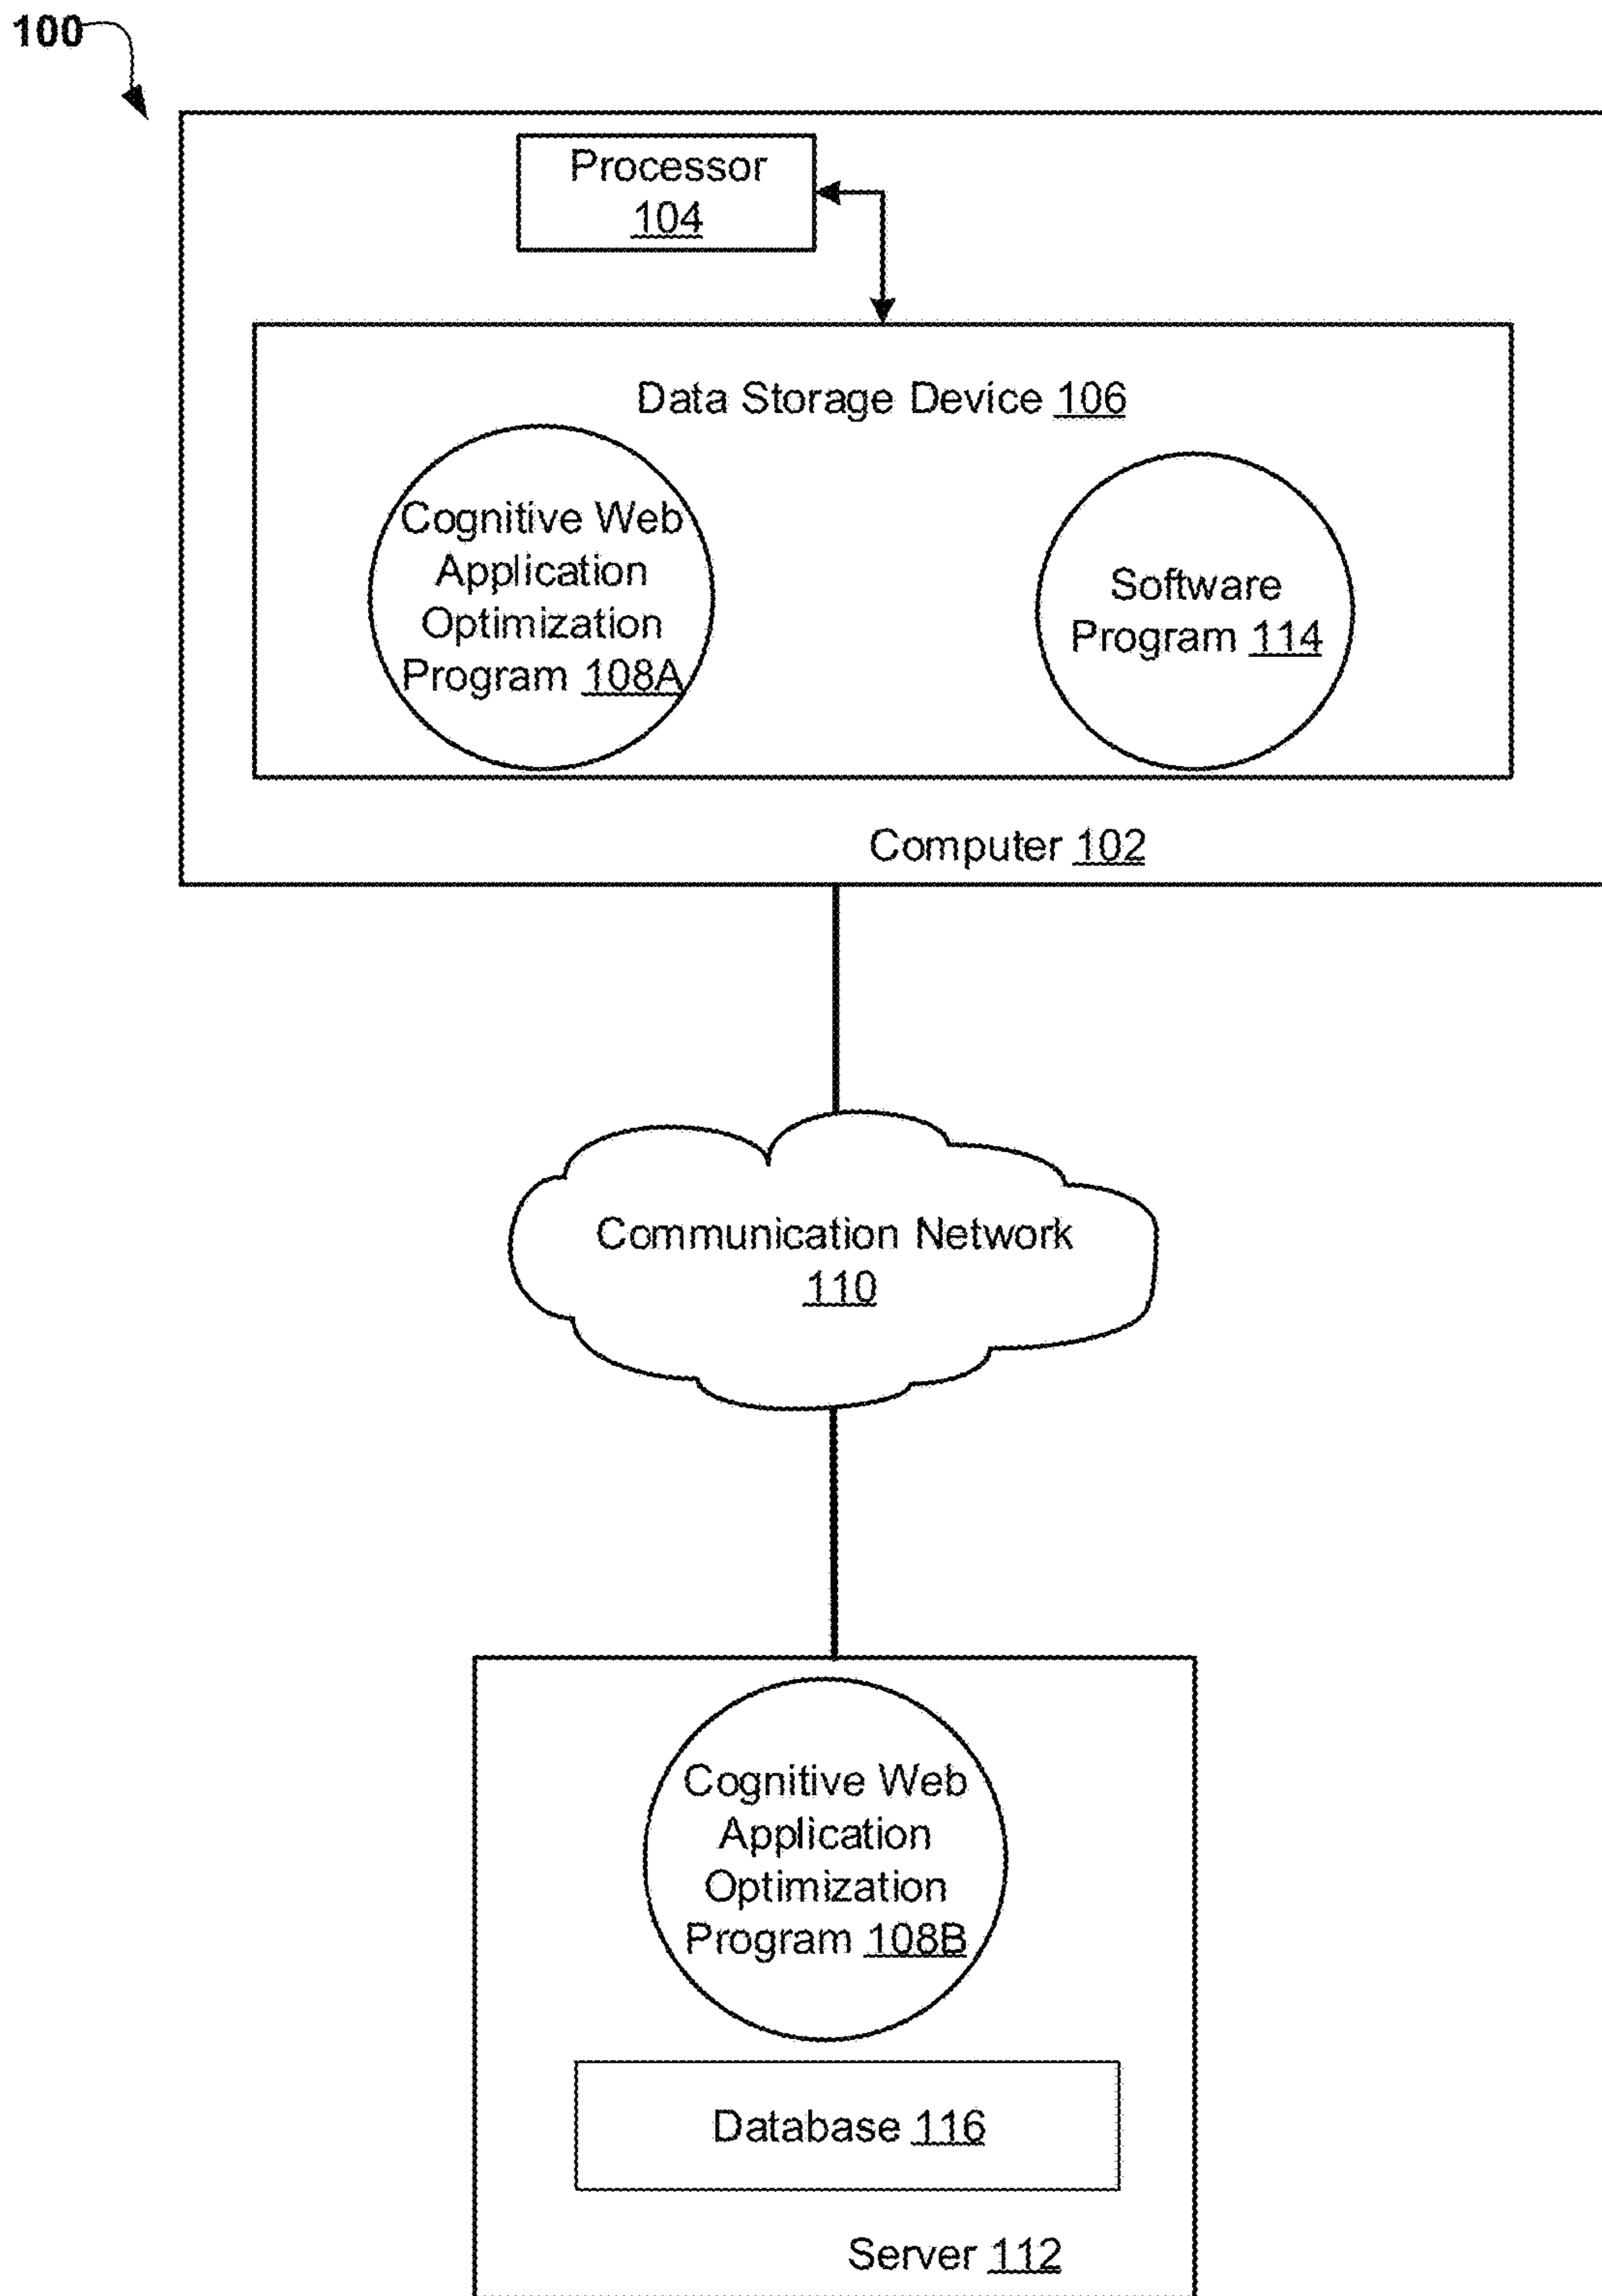 100
Processor
104
Data Storage Device 106
Cognitive Web
Application
Optimization
Program 108A
Software
Program 114
Computer 102
Communication Network
110
Cognitive Web
Application
Optimization
Program 108B
Database 116
Server 112